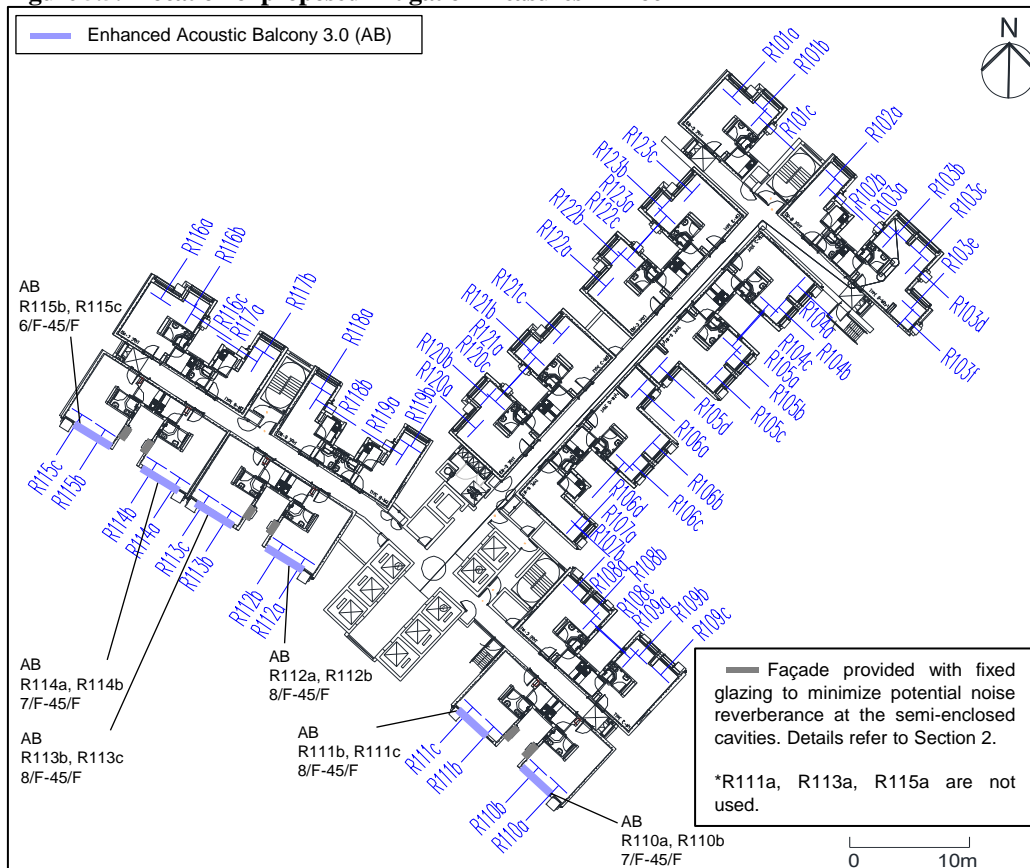 Enhanced Acoustic Balcony 3.0 (AB)
N
R101a
R101b
R101c
R102a
R102b
R103a
R103b
R103c
R103e
R103d
R103f
R123c
R123b
R123a
R122c
R122b
R122a
R121c
R121b
R121a
R120c
R120b
R120a
R104a
R104b
R104c
R105a
R105b
R105c
R105d
R106a
R106b
R106c
R106d
R107a
R107b
R108a
R108b
R108c
R109a
R109b
R109c
R116a
R116b
R116c
R117a
R117b
R118a
R118b
R119a
R119b
AB
R115b, R115c
6/F-45/F
R115c
R115b
R114b
R114a
R113c
R113b
R112b
R112a
R111c
R111b
R110b
R110a
AB
R114a, R114b
7/F-45/F
AB
R113b, R113c
8/F-45/F
AB
R112a, R112b
8/F-45/F
AB
R111b, R111c
8/F-45/F
AB
R110a, R110b
7/F-45/F
Façade provided with fixed
glazing to minimize potential noise
reverberance at the semi-enclosed
cavities. Details refer to Section 2.
*R111a, R113a, R115a are not
used.
0 10m